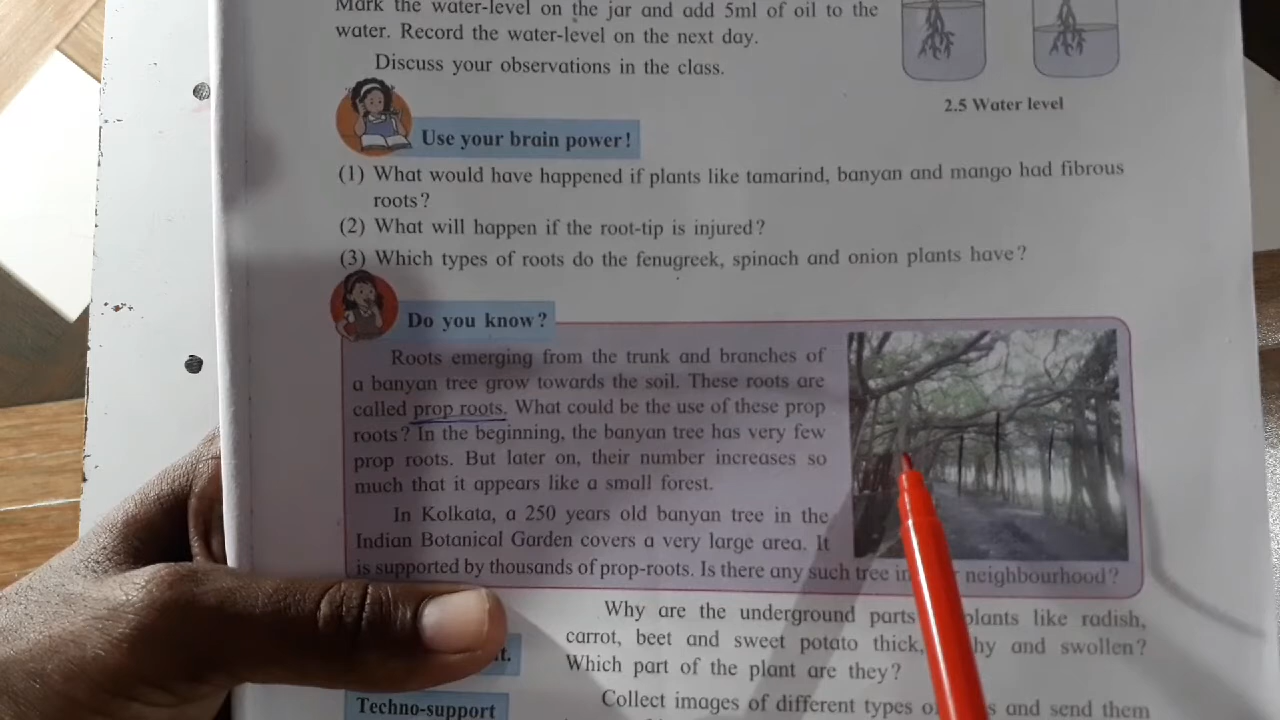 Mark the water-level on the jar and add 5ml of oil to the
water. Record the water-level on the next day.
Discuss your observations in the class.
2.5 Water level
Use your brain power!
(1) What would have happened if plants like tamarind, banyan and mango had fibrous
roots?
(2) What will happen if the root-tip is injured?
(3) Which types of roots do the fenugreek, spinach and onion plants have?
Do you know?
Roots emerging from the trunk and branches of
a banyan tree grow towards the soil. These roots are
called prop roots. What could be the use of these prop
roots? In the beginning, the banyan tree has very few
prop roots. But later on, their number increases so
much that it appears like a small forest.
In Kolkata, a 250 years old banyan tree in the
Indian Botanical Garden covers a very large area. It
is supported by thousands of prop-roots. Is there any such tree in neighbourhood?
Why are the underground parts plants like radish,
carrot, beet and sweet potato thick, and swollen?
Which part of the plant are they?
Techno-support
Collect images of different types and send them